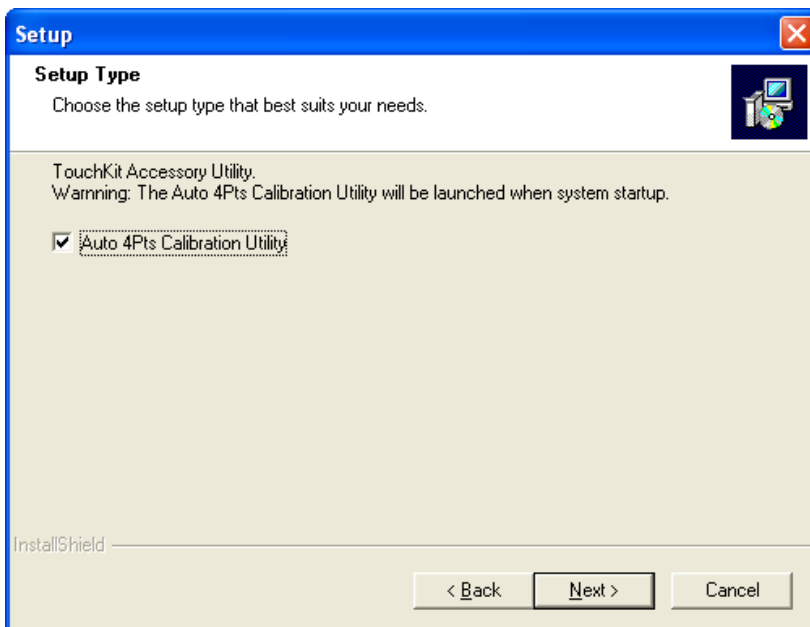 Setup
Setup Type
Choose the setup type that best suits your needs.
TouchKit Accessory Utility.
Warnning: The Auto 4Pts Calibration Utility will be launched when system startup.
Auto 4Pts Calibration Utility
InstallShield
< Back
Next >
Cancel